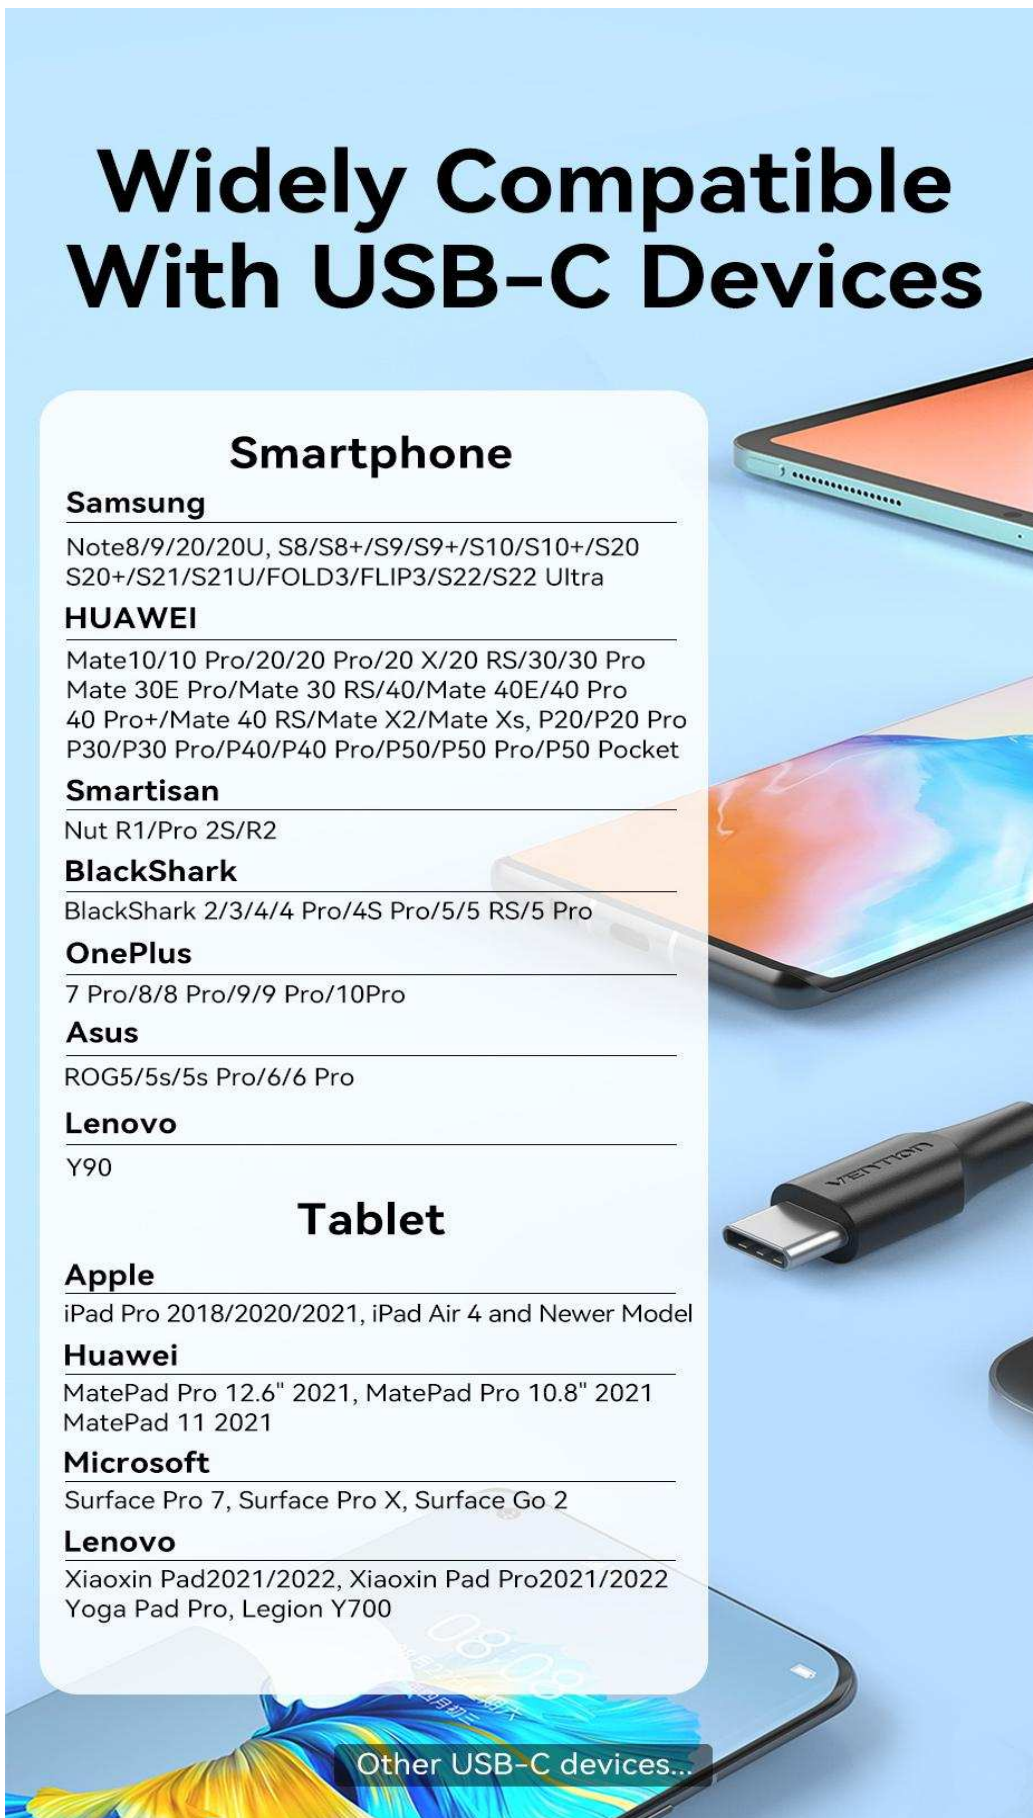 Widely Compatible
With USB-C Devices
Smartphone
Samsung
Note8/9/20/20U, S8/S8+/S9/S9+/S10/S10+/S20
S20+/S21/S21U/FOLD3/FLIP3/S22/S22 Ultra
HUAWEI
Mate10/10 Pro/20/20 Pro/20 X/20 RS/30/30 Pro
Mate 30E Pro/Mate 30 RS/40/Mate 40E/40 Pro
40 Pro+/Mate 40 RS/Mate X2/Mate Xs, P20/P20 Pro
P30/P30 Pro/P40/P40 Pro/P50/P50 Pro/P50 Pocket
Smartisan
Nut R1/Pro 2S/R2
BlackShark
BlackShark 2/3/4/4 Pro/4S Pro/5/5 RS/5 Pro
OnePlus
7 Pro/8/8 Pro/9/9 Pro/10Pro
Asus
ROG5/5s/5s Pro/6/6 Pro
Lenovo
Y90
VENTION
Tablet
Apple
iPad Pro 2018/2020/2021, iPad Air 4 and Newer Model
Huawei
MatePad Pro 12.6" 2021, MatePad Pro 10.8" 2021
MatePad 11 2021
Microsoft
Surface Pro 7, Surface Pro X, Surface Go 2
Lenovo
Xiaoxin Pad2021/2022, Xiaoxin Pad Pro2021/2022
Yoga Pad Pro, Legion Y700
08:08
Other USB-C devices...